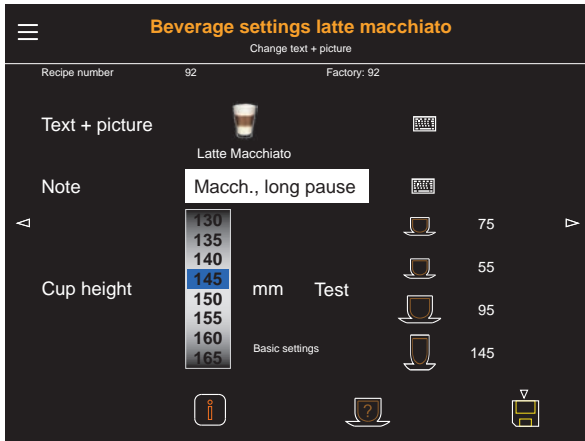 Beverage settings latte macchiato
Change text + picture
Recipe number 92 Factory: 92
Text + picture
Latte Macchiato
Note Macch., long pause
130
135
140
145
150
155
160
165
Cup height mm Test
Basic settings
75
55
95
145
i
?